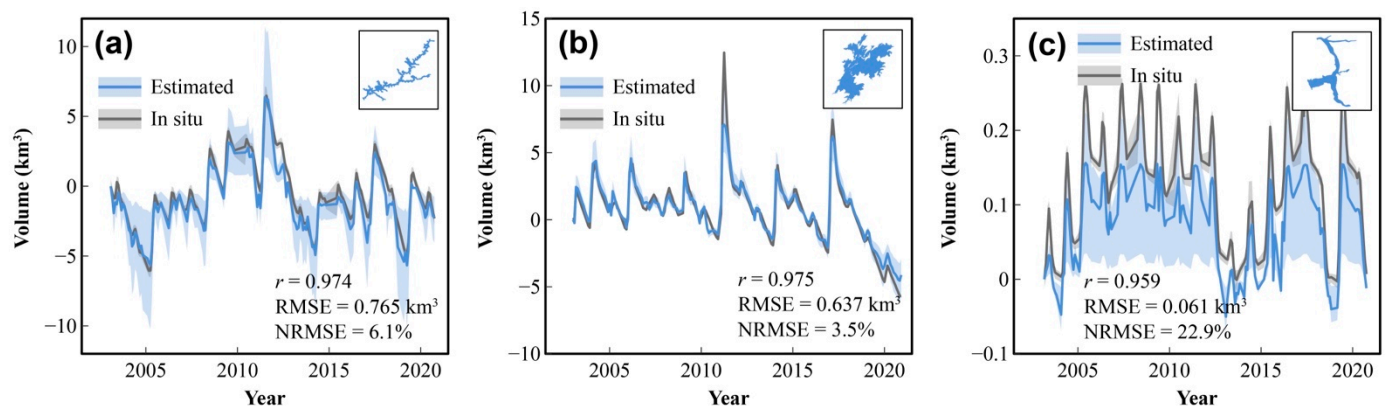 (a)
Estimated
In situ
10
5
0
−5
−10
Volume (km³)
r = 0.974
RMSE = 0.765 km³
NRMSE = 6.1%
2005 2010 2015 2020
Year
(b)
Estimated
In situ
15
10
5
0
−5
−10
Volume (km³)
r = 0.975
RMSE = 0.637 km³
NRMSE = 3.5%
2005 2010 2015 2020
Year
(c)
Estimated
In situ
0.3
0.2
0.1
0
−0.1
Volume (km³)
r = 0.959
RMSE = 0.061 km³
NRMSE = 22.9%
2005 2010 2015 2020
Year